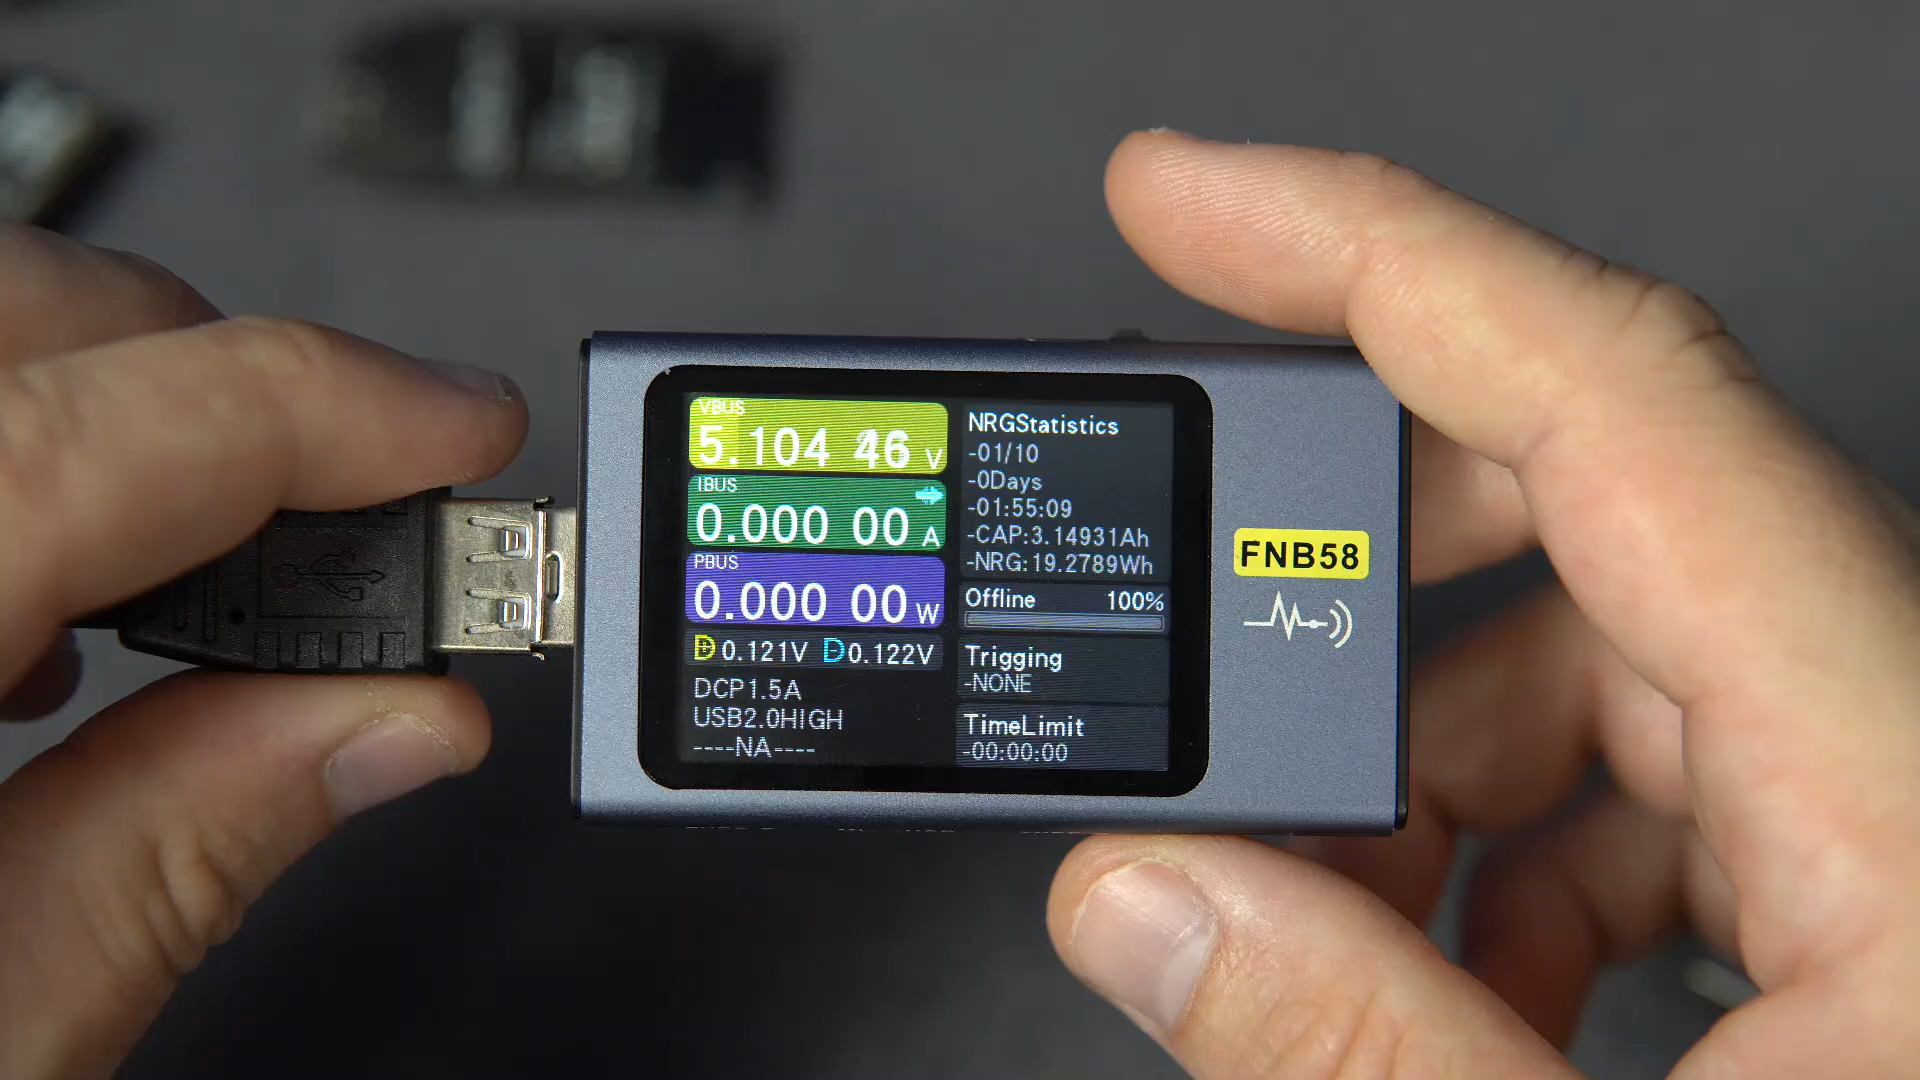 VBUS
5.104 46 V
IBUS
0.000 00 A
PBUS
0.000 00 W
D+ 0.121V D- 0.122V
DCP1.5A
USB2.0HIGH
----NA----
NRGStatistics
-01/10
-0Days
-01:55:09
-CAP:3.14931Ah
-NRG:19.2789Wh
Offline 100%
Trigging
-NONE
TimeLimit
-00:00:00
FNB58